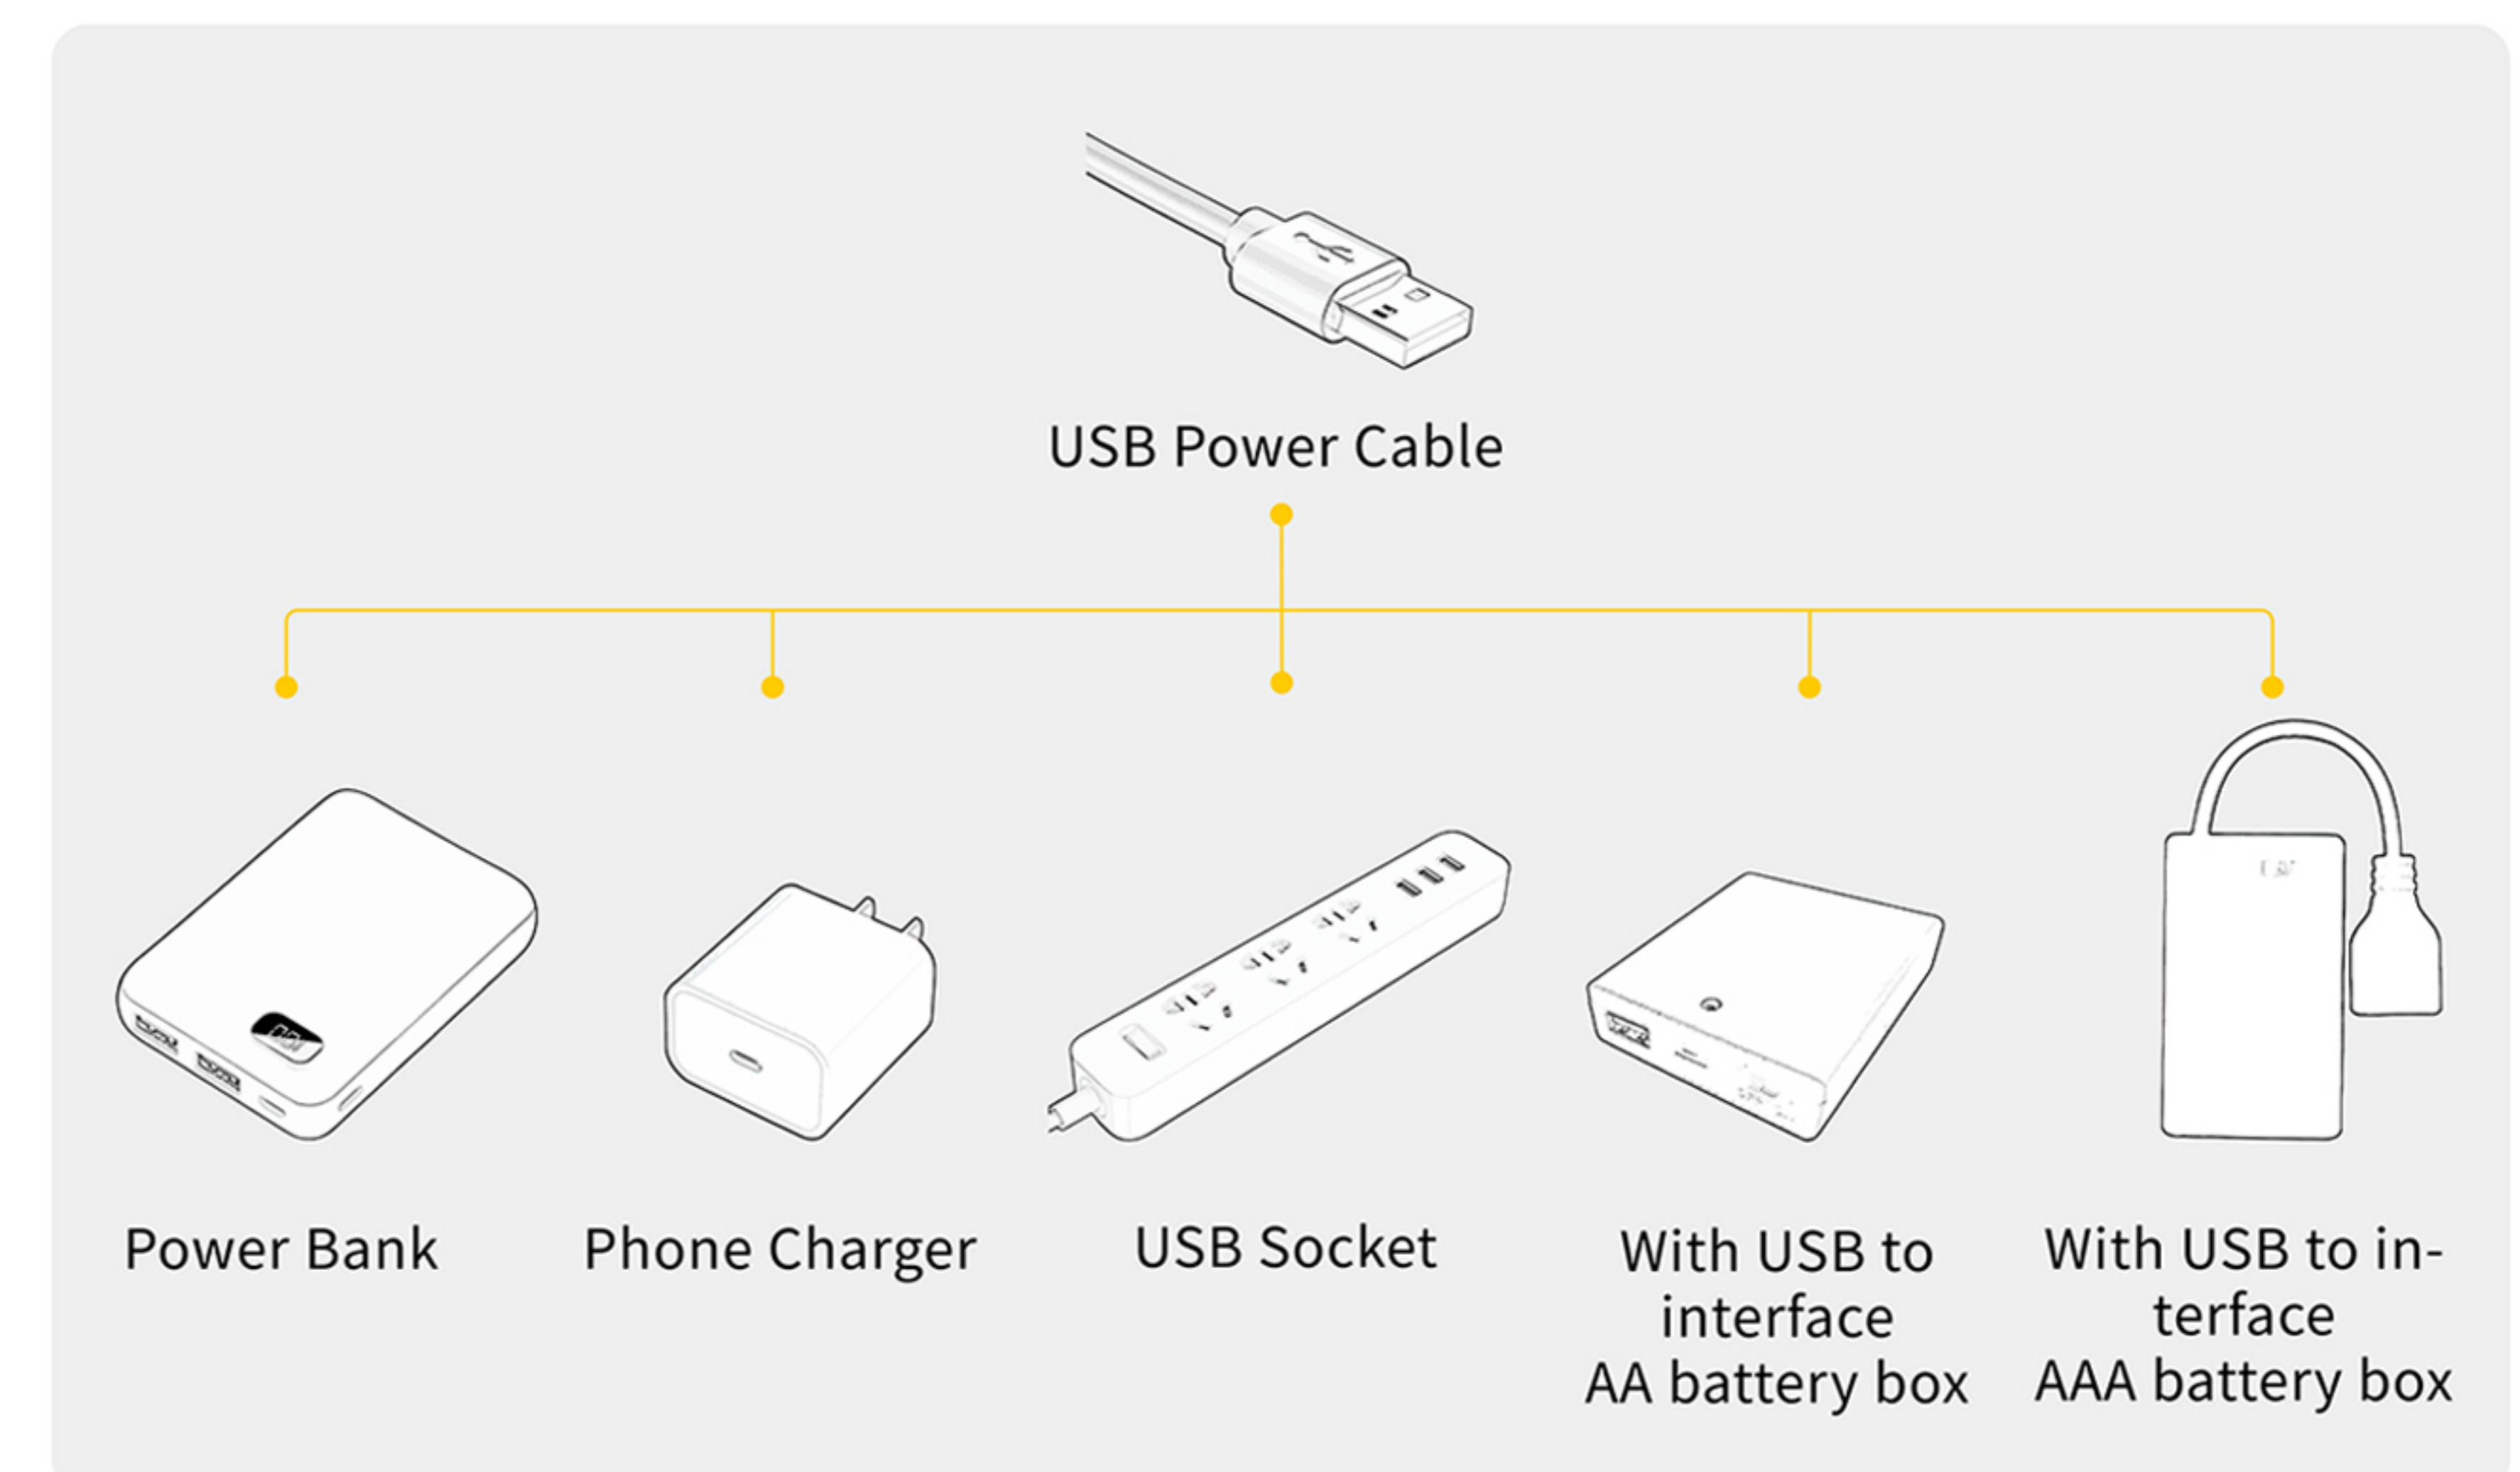 USB Power Cable
Power Bank
Phone Charger
USB Socket
With USB to
interface
AA battery box
With USB to in-
terface
AAA battery box